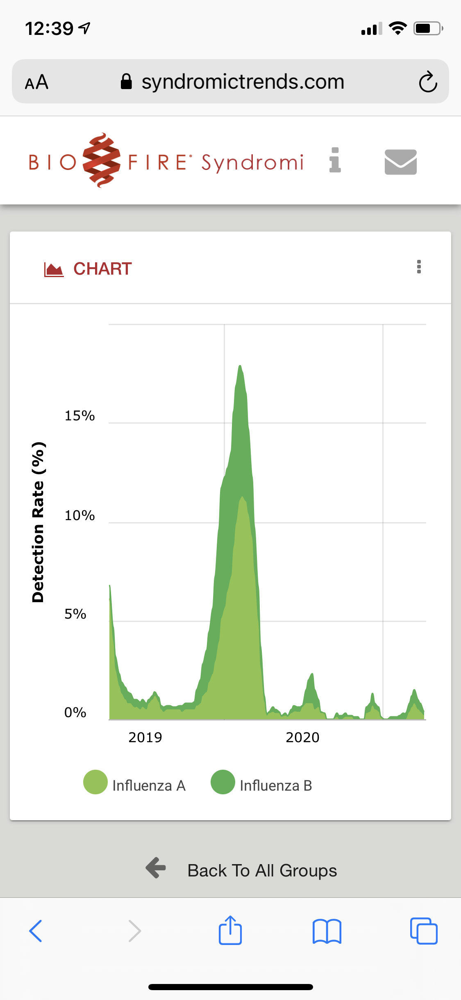 12:39
AA syndromictrends.com
BIOFIRE® Syndromi
CHART
15%
10%
5%
0%
Detection Rate (%)
2019 2020
Influenza A Influenza B
Back To All Groups